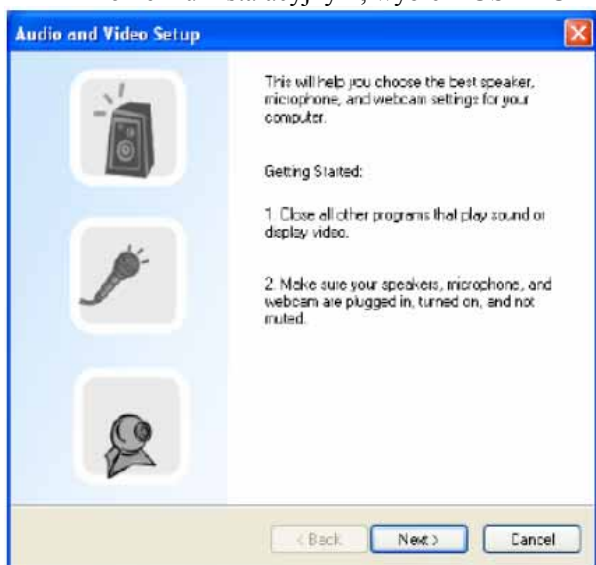 Audio and Video Setup
This will help you choose the best speaker,
microphone, and webcam settings for your
computer.
Getting Started:
1. Close all other programs that play sound or
display video.
2. Make sure your speakers, microphone, and
webcam are plugged in, turned on, and not
muted.
< Back
Next >
Cancel